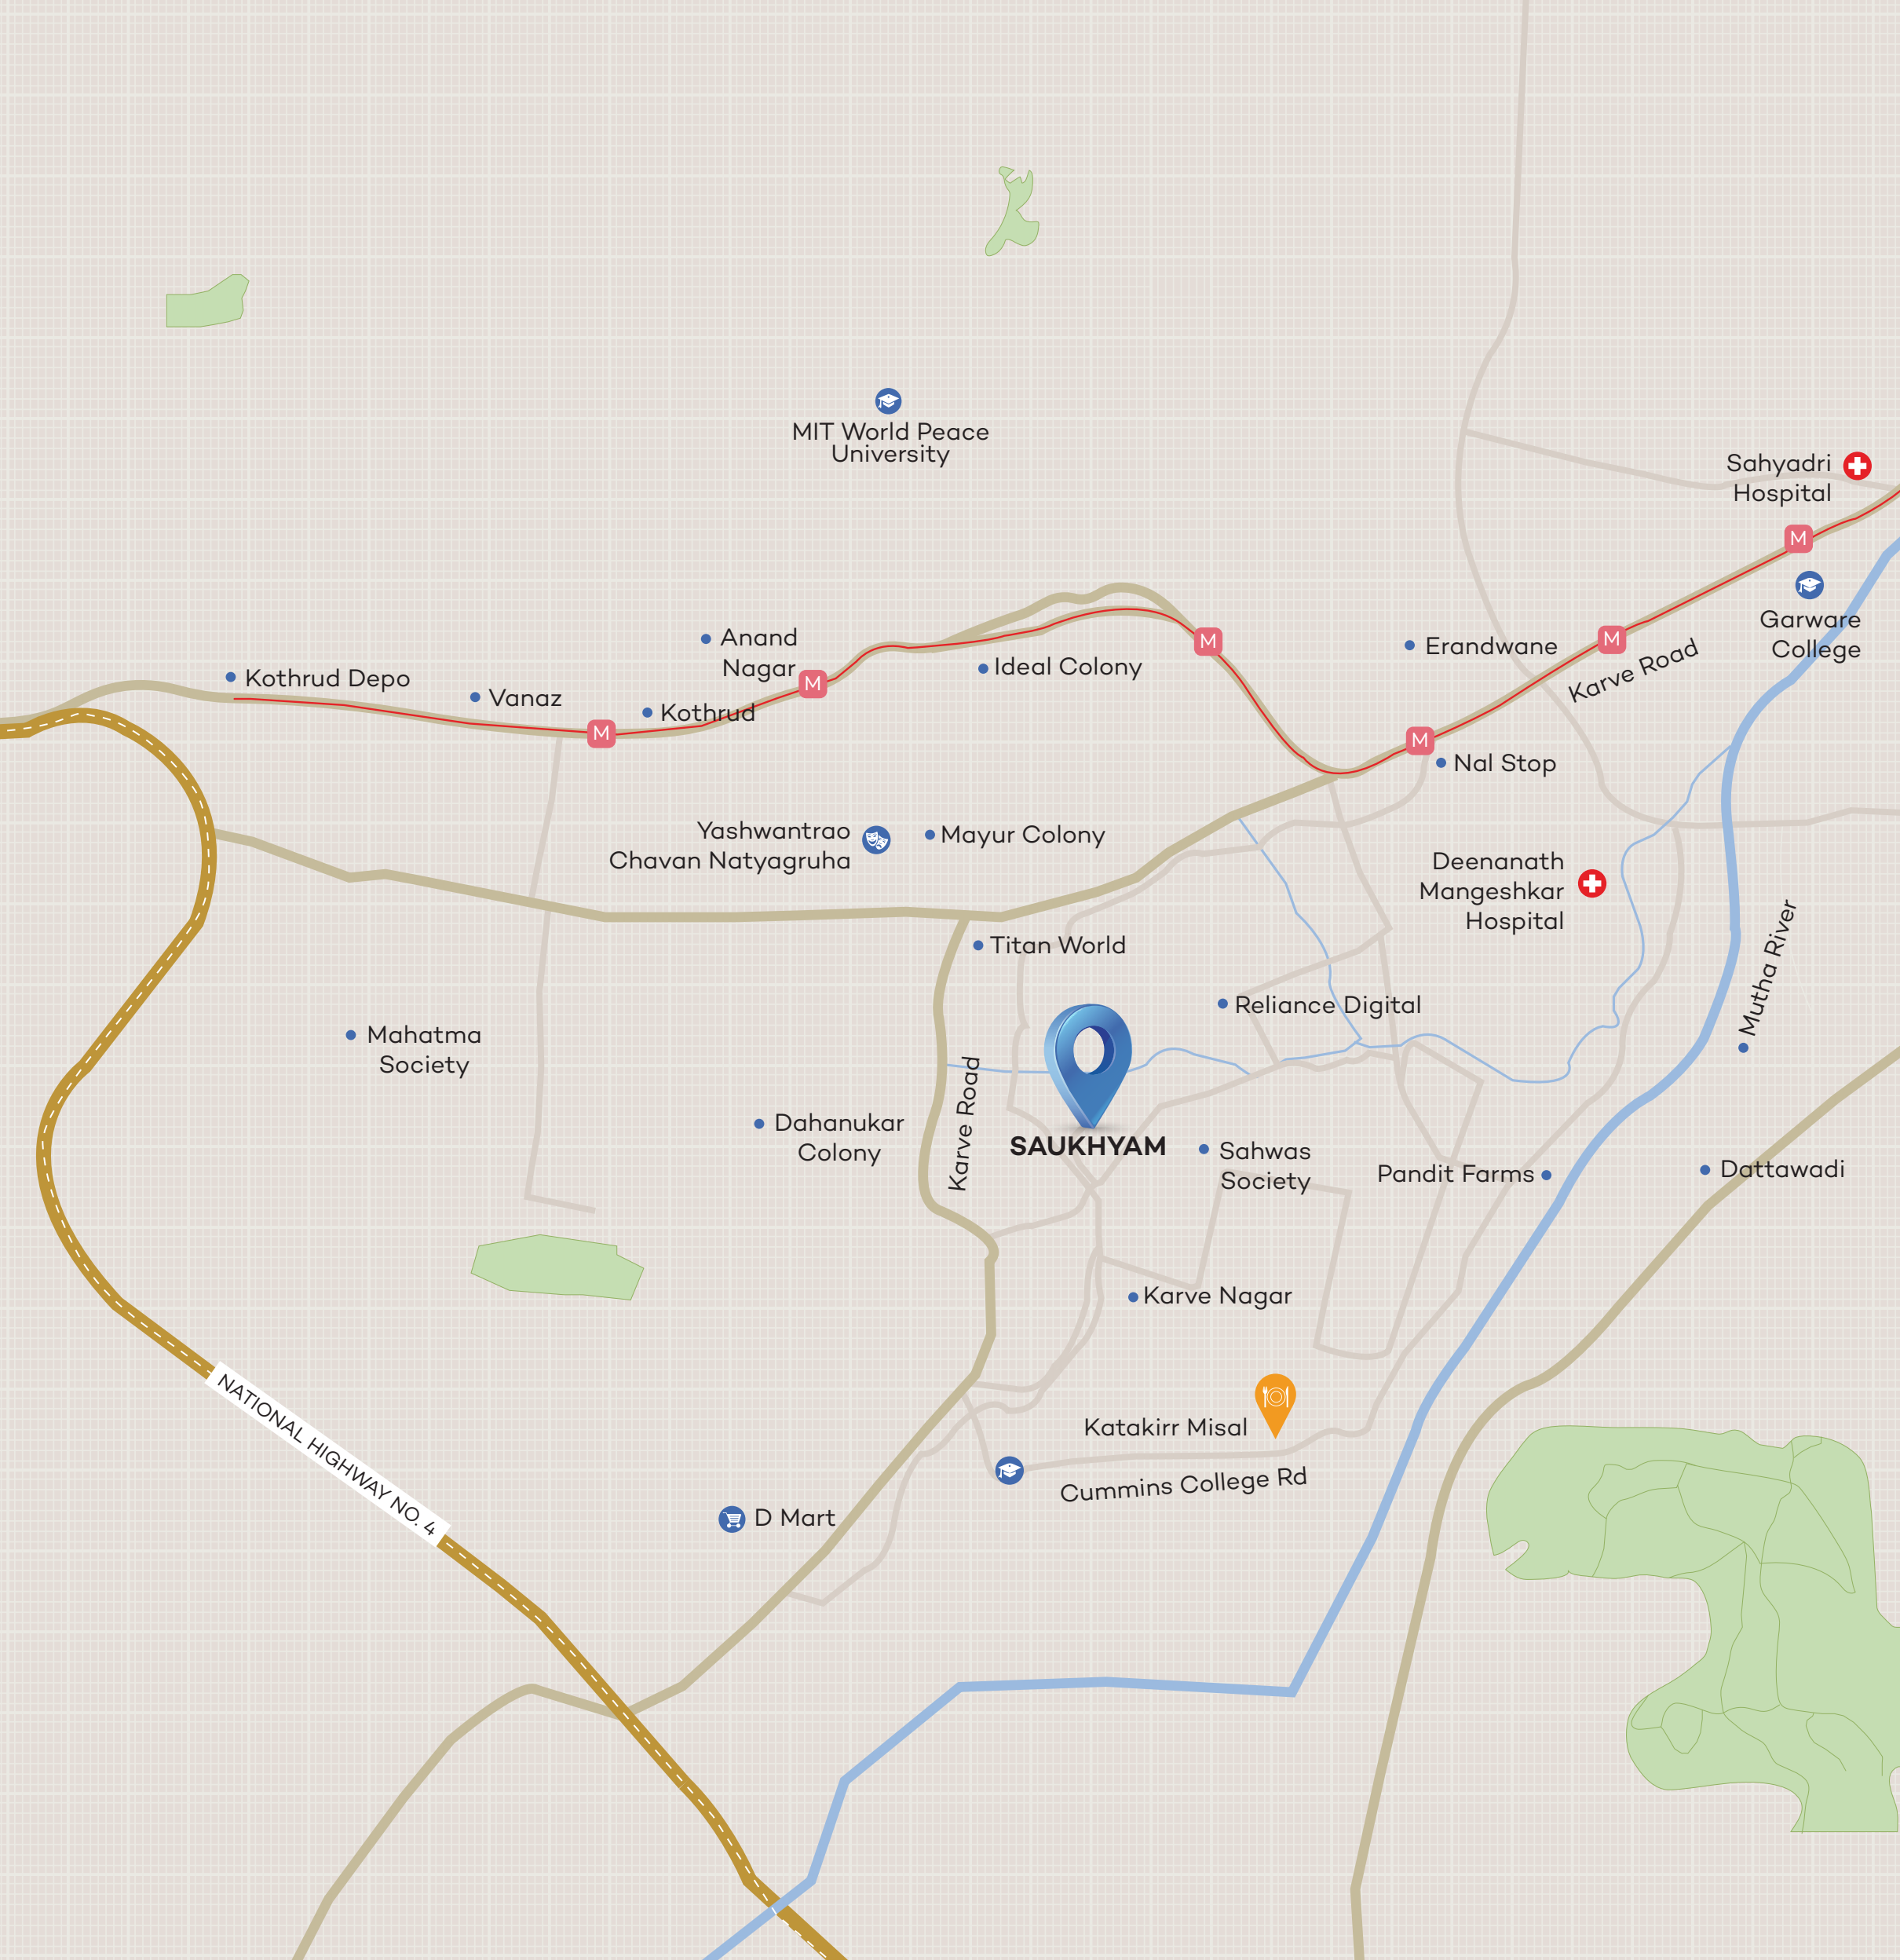 MIT World Peace
University
Sahyadri
Hospital
M
Garware
College
Anand
Nagar
M
Ideal Colony
M
Erandwane
M
Karve Road
Kothrud Depo
Vanaz
M
Kothrud
M
Nal Stop
Yashwantrao
Chavan Natyagruha
Mayur Colony
Deenanath
Mangeshkar
Hospital
Titan World
Mutha River
Reliance Digital
Mahatma
Society
Dahanukar
Colony
Karve Road
SAUKHYAM
Sahwas
Society
Pandit Farms
Dattawadi
Karve Nagar
NATIONAL HIGHWAY NO. 4
Katakirr Misal
Cummins College Rd
D Mart